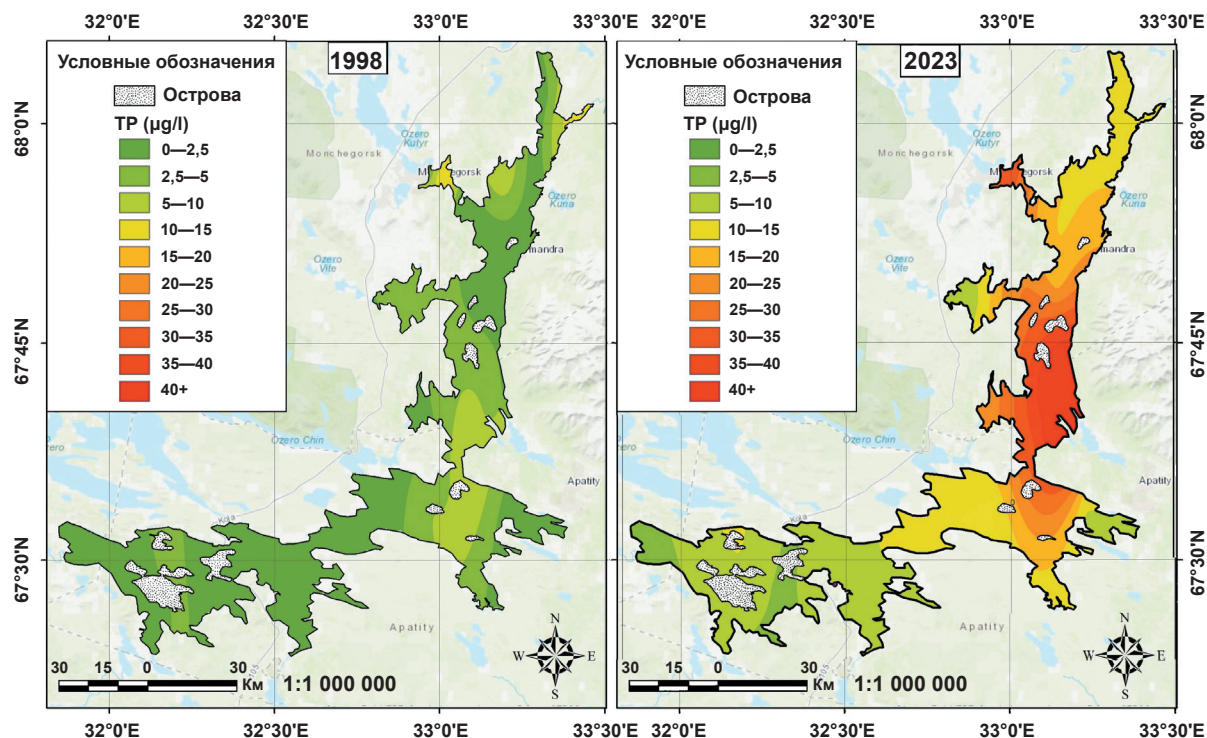 32°0'E 32°30'E 33°0'E 33°30'E
Условные обозначения
1998
Острова
TP (µg/l)
0—2,5
2,5—5
5—10
10—15
15—20
20—25
25—30
30—35
35—40
40+
68°0'N
67°45'N
67°30'N
Ozero
Kutyr
Monchegorsk
M
egorsk
Ozero
Kuna
mandra
Ozero
Vite
Ozero Chin
Apatity
Kola
Apatity
N
W E
S
30 15 0 30
Км 1:1 000 000
32°0'E 32°30'E 33°0'E 33°30'E
32°0'E 32°30'E 33°0'E 33°30'E
Условные обозначения
2023
Острова
TP (µg/l)
0—2,5
2,5—5
5—10
10—15
15—20
20—25
25—30
30—35
35—40
40+
68°0'N
67°45'N
67°30'N
Ozero
Kutyr
Monchegorsk
M
egorsk
Ozero
Kuna
mandra
Ozero
Vite
Ozero Chin
Apatity
Apatity
N
W E
S
30 15 0 30
Км 1:1 000 000
32°0'E 32°30'E 33°0'E 33°30'E